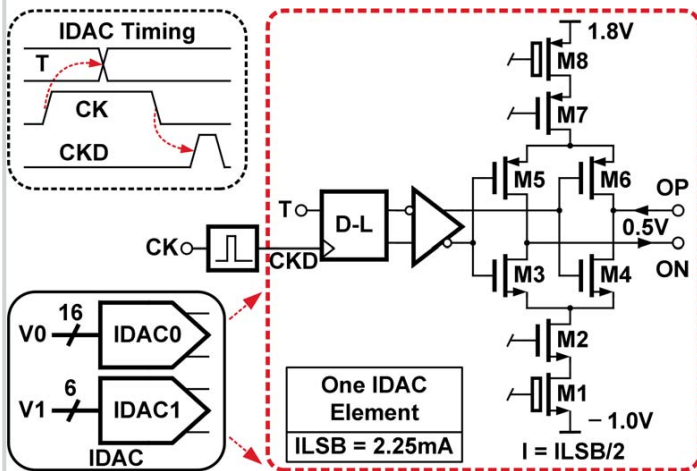 IDAC Timing
T
CK
CKD
1.8V
M8
M7
M5
M6
OP
0.5V
ON
T
D-L
CK
CKD
M3
M4
M2
M1
−1.0V
I = ILSB/2
16
V0
IDAC0
6
V1
IDAC1
IDAC
One IDAC
Element
ILSB = 2.25mA